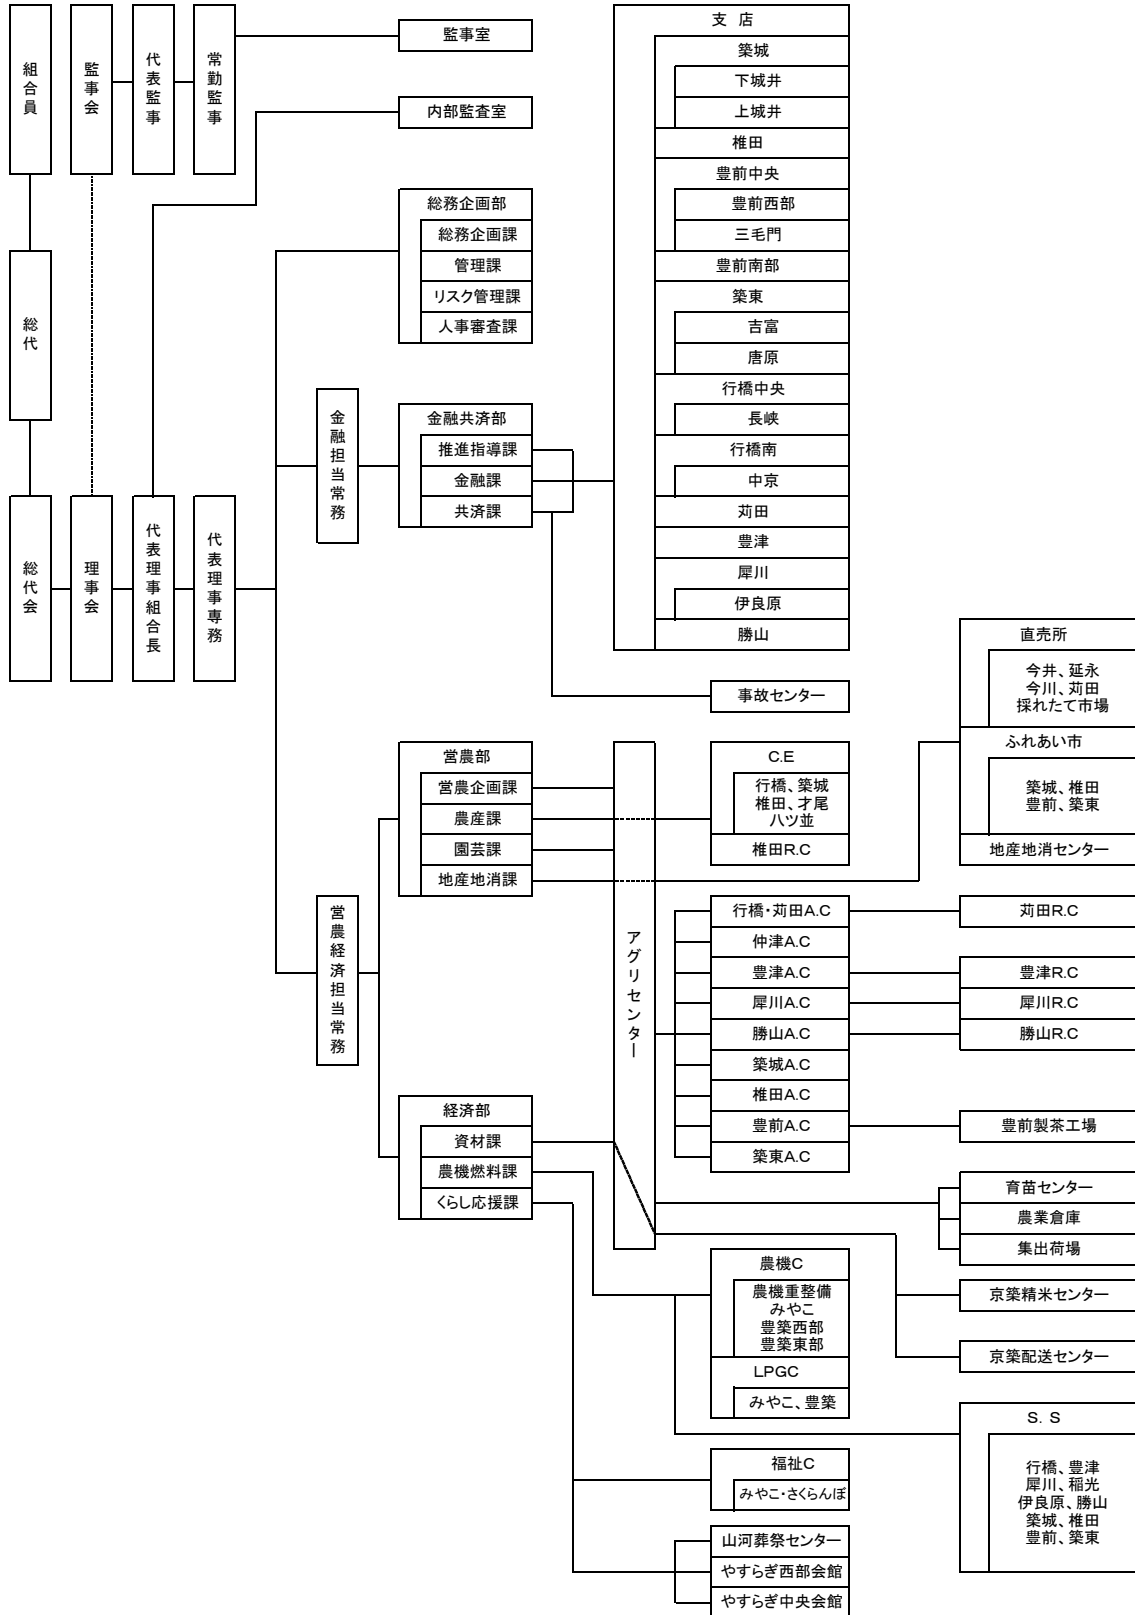 組合員
監事会
代表監事
常勤監事
監事室
内部監査室
総代
総代会
理事会
代表理事組合長
代表理事専務
総務企画部
総務企画課
管理課
リスク管理課
人事審査課
金融担当常務
金融共済部
推進指導課
金融課
共済課
支 店
築城
下城井
上城井
椎田
豊前中央
豊前西部
三毛門
豊前南部
築東
吉富
唐原
行橋中央
長峡
行橋南
中京
苅田
豊津
犀川
伊良原
勝山
事故センター
営農経済担当常務
営農部
営農企画課
農産課
園芸課
地産地消課
経済部
資材課
農機燃料課
くらし応援課
アグリセンター
C.E
行橋、築城
椎田、才尾
八ツ並
椎田R.C
直売所
今井、延永
今川、苅田
採れたて市場
ふれあい市
築城、椎田
豊前、築東
地産地消センター
行橋・苅田A.C
仲津A.C
豊津A.C
犀川A.C
勝山A.C
築城A.C
椎田A.C
豊前A.C
築東A.C
苅田R.C
豊津R.C
犀川R.C
勝山R.C
豊前製茶工場
育苗センター
農業倉庫
集出荷場
京築精米センター
京築配送センター
農機C
農機重整備
みやこ
豊築西部
豊築東部
LPGC
みやこ、豊築
S. S
行橋、豊津
犀川、稲光
伊良原、勝山
築城、椎田
豊前、築東
福祉C
みやこ・さくらんぼ
山河葬祭センター
やすらぎ西部会館
やすらぎ中央会館